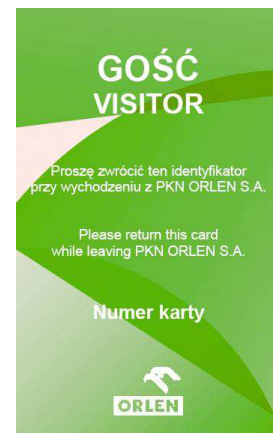 GOŚĆ
VISITOR
Proszę zwrócić ten identyfikator
przy wychodzeniu z PKN ORLEN S.A.
Please return this card
while leaving PKN ORLEN S.A.
Numer karty
ORLEN